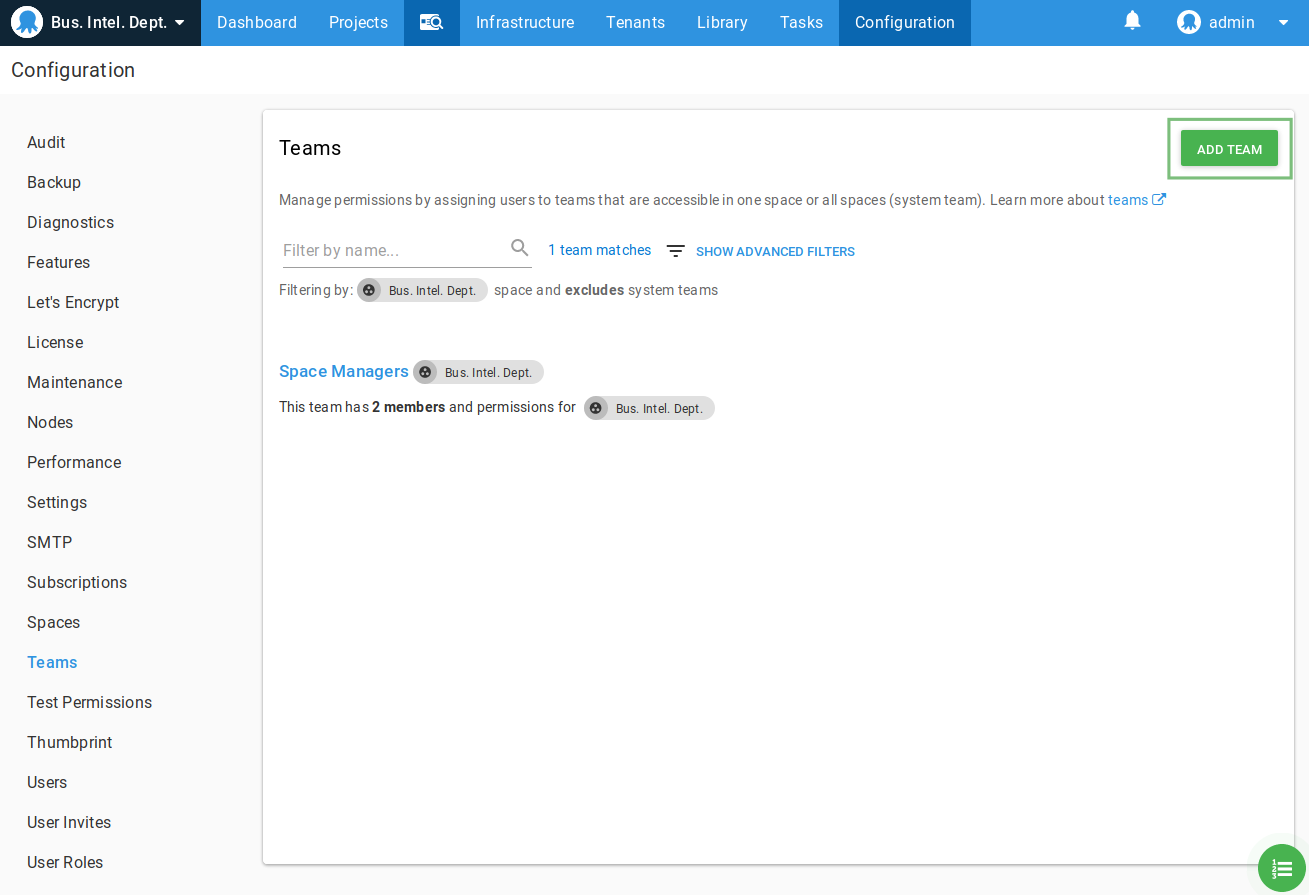 Bus. Intel. Dept. Dashboard Projects Infrastructure Tenants Library Tasks Configuration admin
Configuration
Audit
Backup
Diagnostics
Features
Let's Encrypt
License
Maintenance
Nodes
Performance
Settings
SMTP
Subscriptions
Spaces
Teams
Test Permissions
Thumbprint
Users
User Invites
User Roles
Teams
ADD TEAM
Manage permissions by assigning users to teams that are accessible in one space or all spaces (system team). Learn more about teams
Filter by name... 1 team matches SHOW ADVANCED FILTERS
Filtering by: Bus. Intel. Dept. space and excludes system teams
Space Managers Bus. Intel. Dept.
This team has 2 members and permissions for Bus. Intel. Dept.